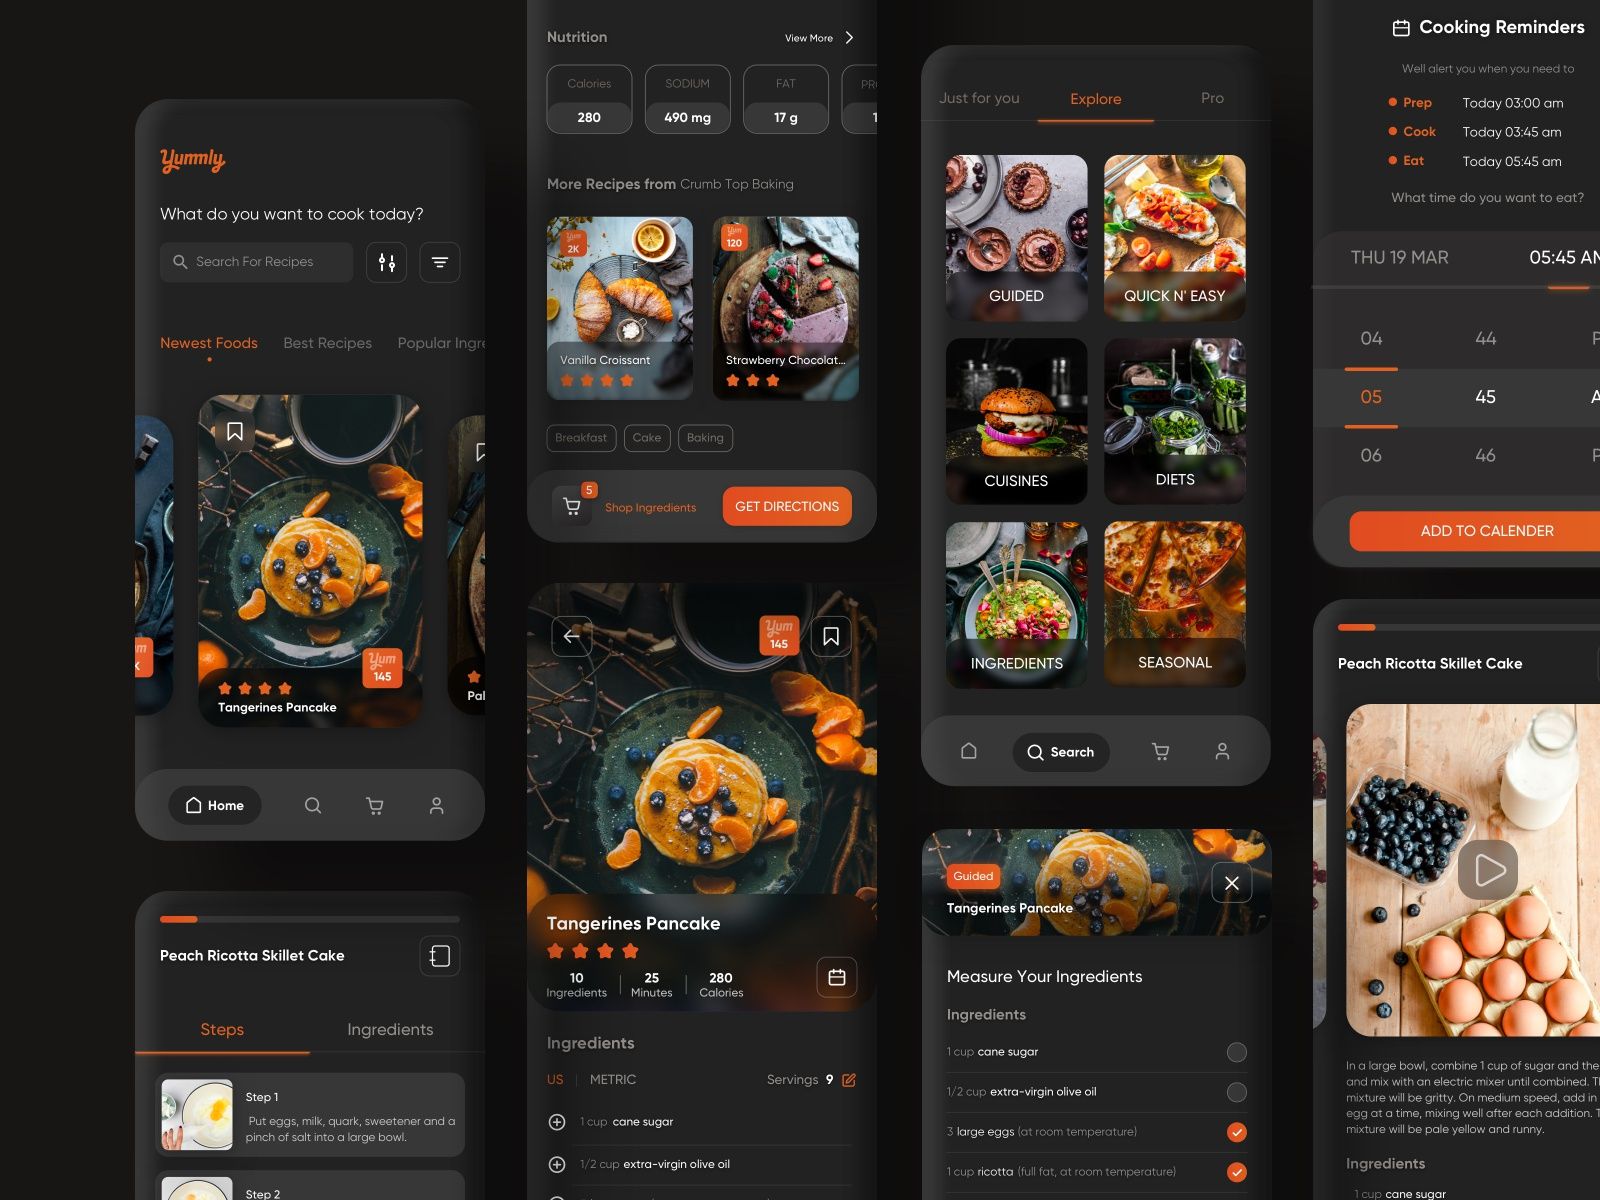 Yummly
What do you want to cook today?
Search For Recipes
Newest Foods Best Recipes Popular Ingre
Yum
145
Tangerines Pancake
Pal
K
Home
Peach Ricotta Skillet Cake
Steps Ingredients
Step 1
Put eggs, milk, quark, sweetener and a
pinch of salt into a large bowl.
Step 2
Nutrition View More
Calories SODIUM FAT PR
280 490 mg 17 g 1
More Recipes from Crumb Top Baking
Yum
2K
Yum
120
Vanilla Croissant
Strawberry Chocolat...
Breakfast Cake Baking
5
Shop Ingredients GET DIRECTIONS
Yum
145
Tangerines Pancake
10 25 280
Ingredients Minutes Calories
Ingredients
US METRIC Servings 9
1 cup cane sugar
1/2 cup extra-virgin olive oil
Just for you Explore Pro
GUIDED QUICK N' EASY
CUISINES DIETS
INGREDIENTS SEASONAL
Search
Guided
Tangerines Pancake
Measure Your Ingredients
Ingredients
1 cup cane sugar
1/2 cup extra-virgin olive oil
3 large eggs (at room temperature)
1 cup ricotta (full fat, at room temperature)
Cooking Reminders
Well alert you when you need to
Prep Today 03:00 am
Cook Today 03:45 am
Eat Today 05:45 am
What time do you want to eat?
THU 19 MAR 05:45 AM
04 44 P
05 45 A
06 46 P
ADD TO CALENDER
Peach Ricotta Skillet Cake
In a large bowl, combine 1 cup of sugar and the
and mix with an electric mixer until combined. T
mixture will be gritty. On medium speed, add in
egg at a time, mixing well after each addition. T
mixture will be pale yellow and runny.
Ingredients
1 cup cane sugar